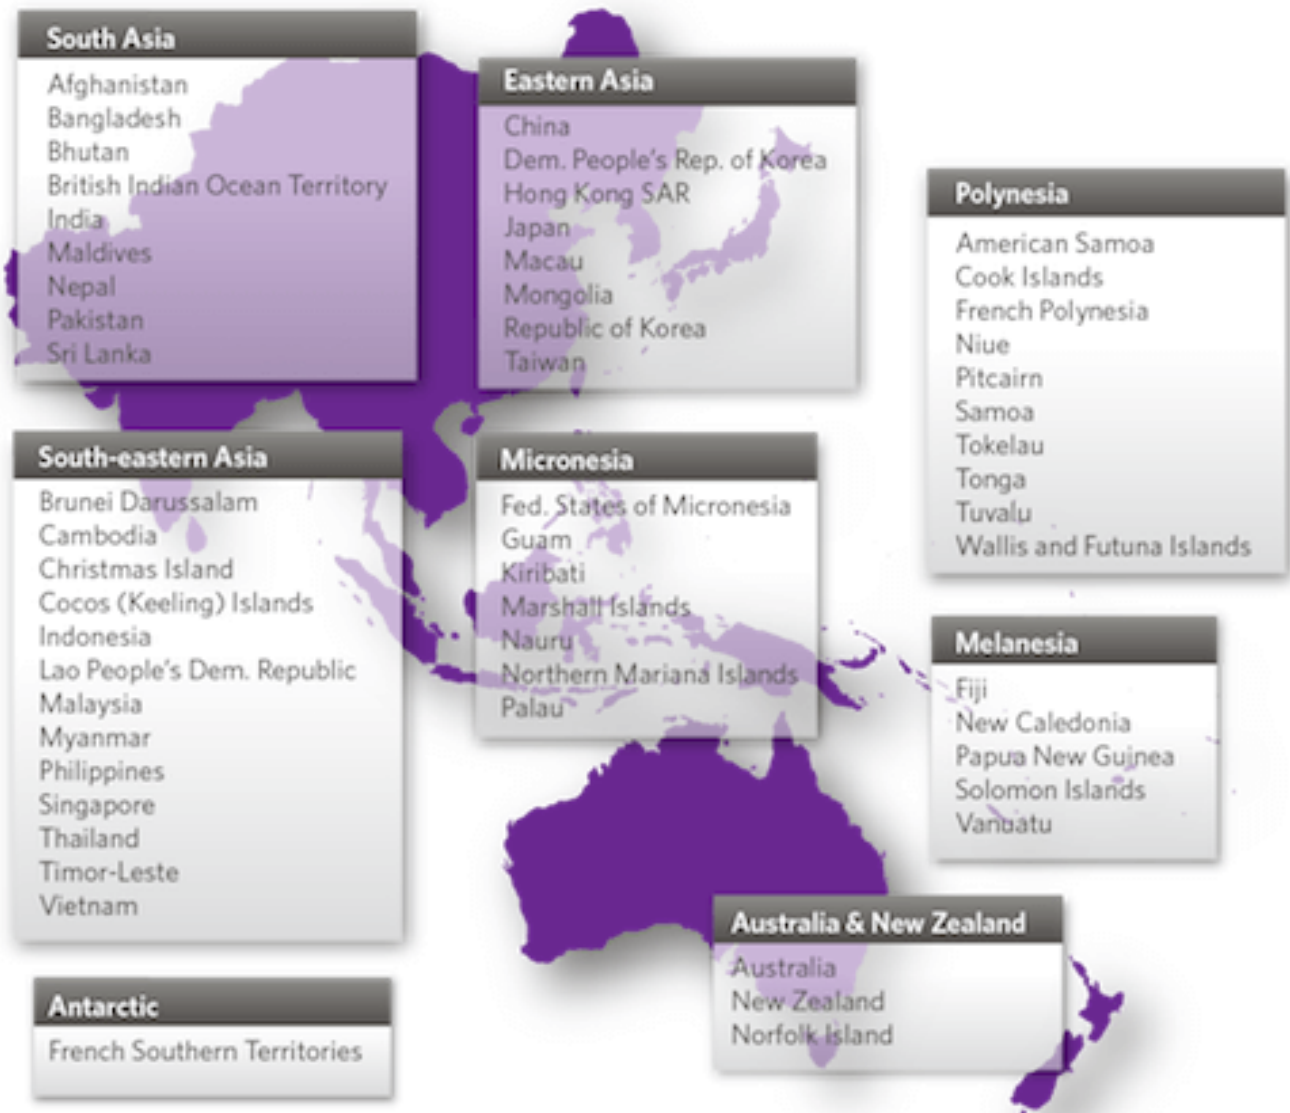 South Asia
Afghanistan
Bangladesh
Bhutan
British Indian Ocean Territory
India
Maldives
Nepal
Pakistan
Sri Lanka
Eastern Asia
China
Dem. People's Rep. of Korea
Hong Kong SAR
Japan
Macau
Mongolia
Republic of Korea
Taiwan
Polynesia
American Samoa
Cook Islands
French Polynesia
Niue
Pitcairn
Samoa
Tokelau
Tonga
Tuvalu
Wallis and Futuna Islands
South-eastern Asia
Brunei Darussalam
Cambodia
Christmas Island
Cocos (Keeling) Islands
Indonesia
Lao People's Dem. Republic
Malaysia
Myanmar
Philippines
Singapore
Thailand
Timor-Leste
Vietnam
Micronesia
Fed. States of Micronesia
Guam
Kiribati
Marshall Islands
Nauru
Northern Mariana Islands
Palau
Melanesia
Fiji
New Caledonia
Papua New Guinea
Solomon Islands
Vanuatu
Australia & New Zealand
Australia
New Zealand
Norfolk Island
Antarctic
French Southern Territories